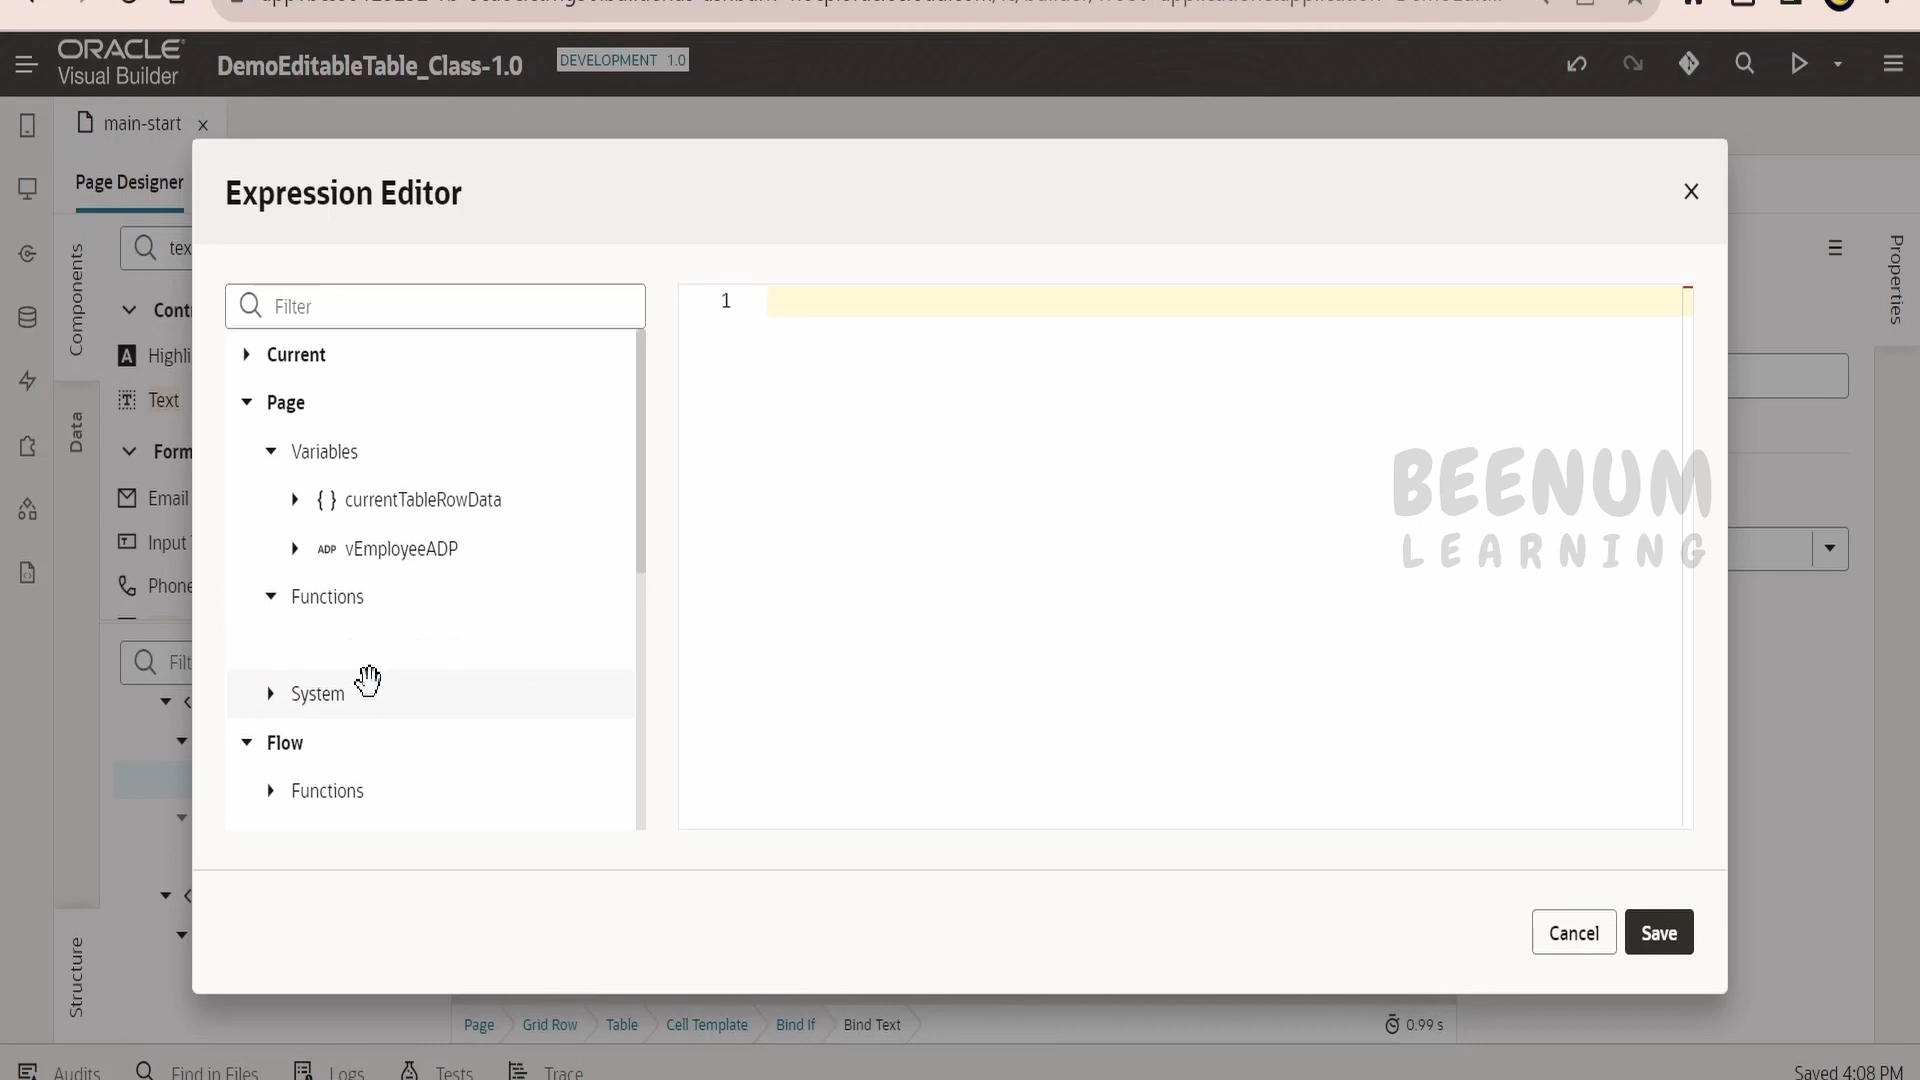 ORACLE
Visual Builder
DemoEditableTable_Class-1.0
DEVELOPMENT 1.0
main-start
Page Designer
Components
Data
Structure
Properties
tex
Highli
Text
Email
Input
Phone
Filt
Expression Editor
Filter
Current
Page
Variables
{ } currentTableRowData
ADP vEmployeeADP
Functions
System
Flow
Functions
1
BEENUM
LEARNING
Cancel
Save
Page
Grid Row
Table
Cell Template
Bind If
Bind Text
0.99 s
Audits
Find in Files
Logs
Tests
Trace
Saved 4:08 PM